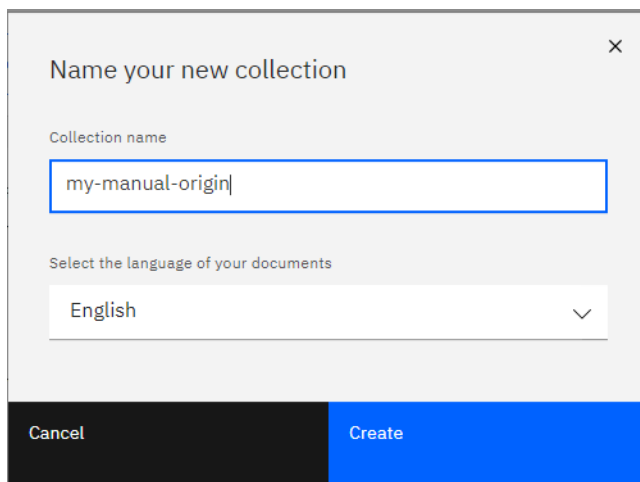 Name your new collection
Collection name
my-manual-origin
Select the language of your documents
English
Cancel
Create